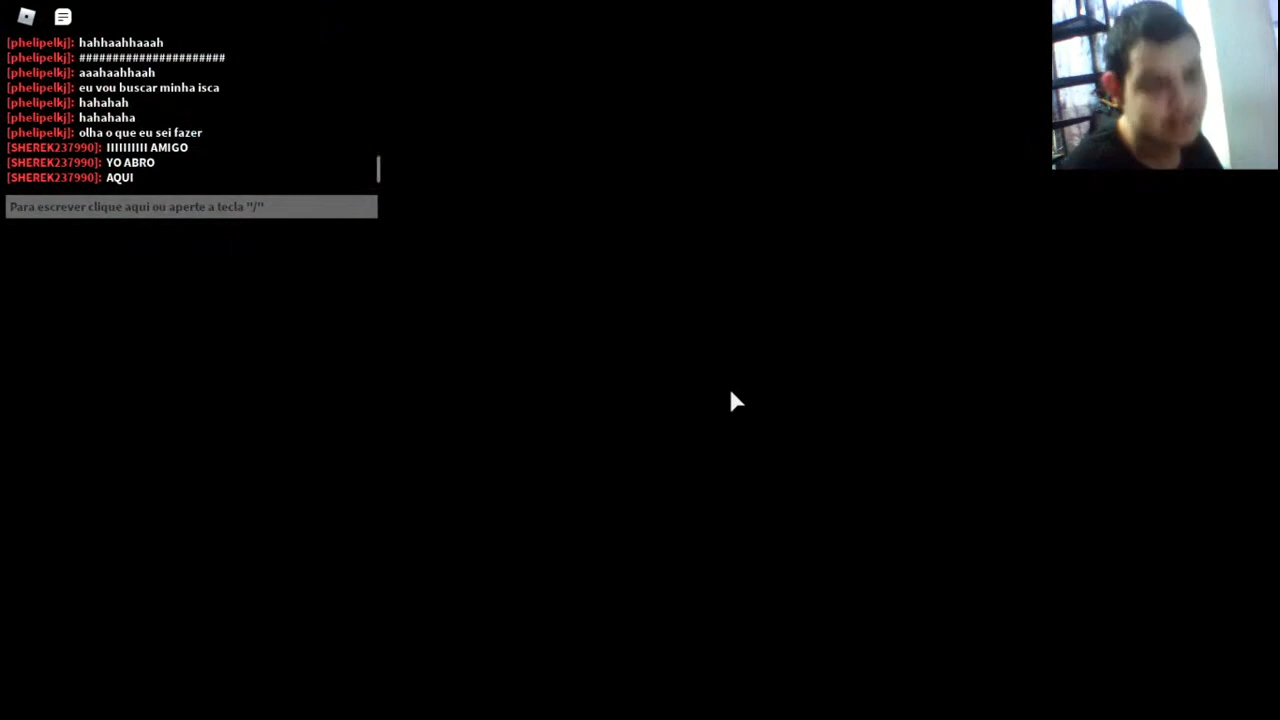 [phelipelkj]: hahhaahhaaah
[phelipelkj]: ######################
[phelipelkj]: aaahaahhaah
[phelipelkj]: eu vou buscar minha isca
[phelipelkj]: hahahah
[phelipelkj]: hahahaha
[phelipelkj]: olha o que eu sei fazer
[SHEREK237990]: IIIIIIIIII AMIGO
[SHEREK237990]: YO ABRO
[SHEREK237990]: AQUI
Para escrever clique aqui ou aperte a tecla "/"